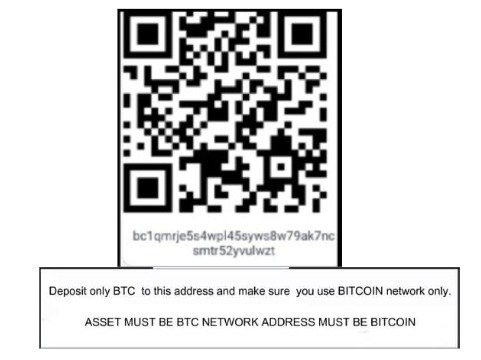 bc1qmrje5s4wpl45syws8w79ak7nc
smtr52yvulwzt
Deposit only BTC to this address and make sure you use BITCOIN network only.
ASSET MUST BE BTC NETWORK ADDRESS MUST BE BITCOIN